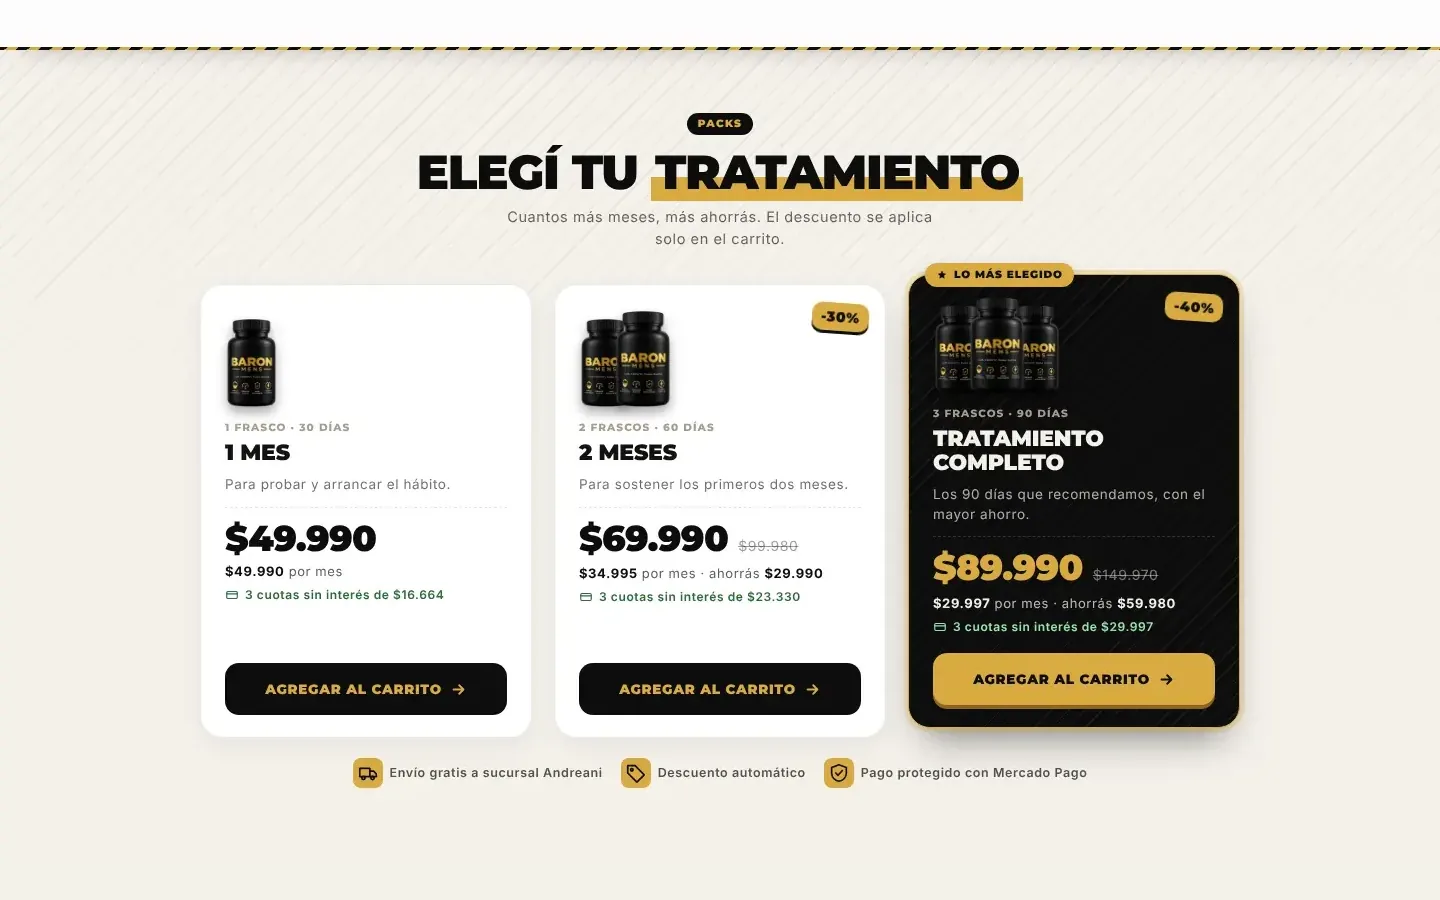 PACKS
ELEGÍ TU TRATAMIENTO
Cuantos más meses, más ahorrás. El descuento se aplica
solo en el carrito.
BARON
MENS
1 FRASCO · 30 DÍAS
1 MES
Para probar y arrancar el hábito.
$49.990
$49.990 por mes
3 cuotas sin interés de $16.664
AGREGAR AL CARRITO →
-30%
BARON
MENS
2 FRASCOS · 60 DÍAS
2 MESES
Para sostener los primeros dos meses.
$69.990 $99.980
$34.995 por mes · ahorrás $29.990
3 cuotas sin interés de $23.330
AGREGAR AL CARRITO →
★ LO MÁS ELEGIDO
-40%
BARON
MENS
3 FRASCOS · 90 DÍAS
TRATAMIENTO
COMPLETO
Los 90 días que recomendamos, con el
mayor ahorro.
$89.990 $149.970
$29.997 por mes · ahorrás $59.980
3 cuotas sin interés de $29.997
AGREGAR AL CARRITO →
Envío gratis a sucursal Andreani
Descuento automático
Pago protegido con Mercado Pago